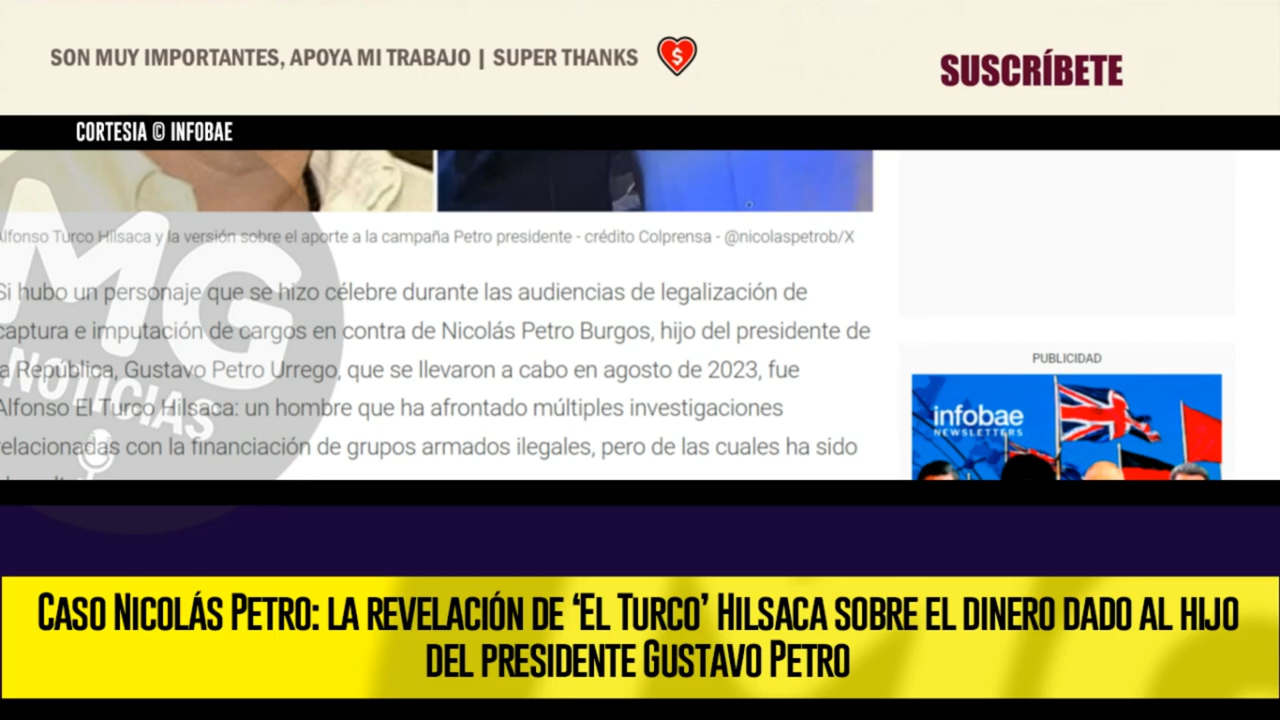 SON MUY IMPORTANTES, APOYA MI TRABAJO | SUPER THANKS
SUSCRÍBETE
CORTESIA © INFOBAE
lfonso Turco Hilsaca y la versión sobre el aporte a la campaña Petro presidente - crédito Colprensa - @nicolaspetrob/X
Si hubo un personaje que se hizo célebre durante las audiencias de legalización de
captura e imputación de cargos en contra de Nicolás Petro Burgos, hijo del presidente de
a República, Gustavo Petro Urrego, que se llevaron a cabo en agosto de 2023, fue
Alfonso El Turco Hilsaca: un hombre que ha afrontado múltiples investigaciones
relacionadas con la financiación de grupos armados ilegales, pero de las cuales ha sido
MG
NOTICIAS
PUBLICIDAD
infobae
NEWSLETTERS
CASO NICOLÁS PETRO: LA REVELACIÓN DE ‘EL TURCO’ HILSACA SOBRE EL DINERO DADO AL HIJO
DEL PRESIDENTE GUSTAVO PETRO